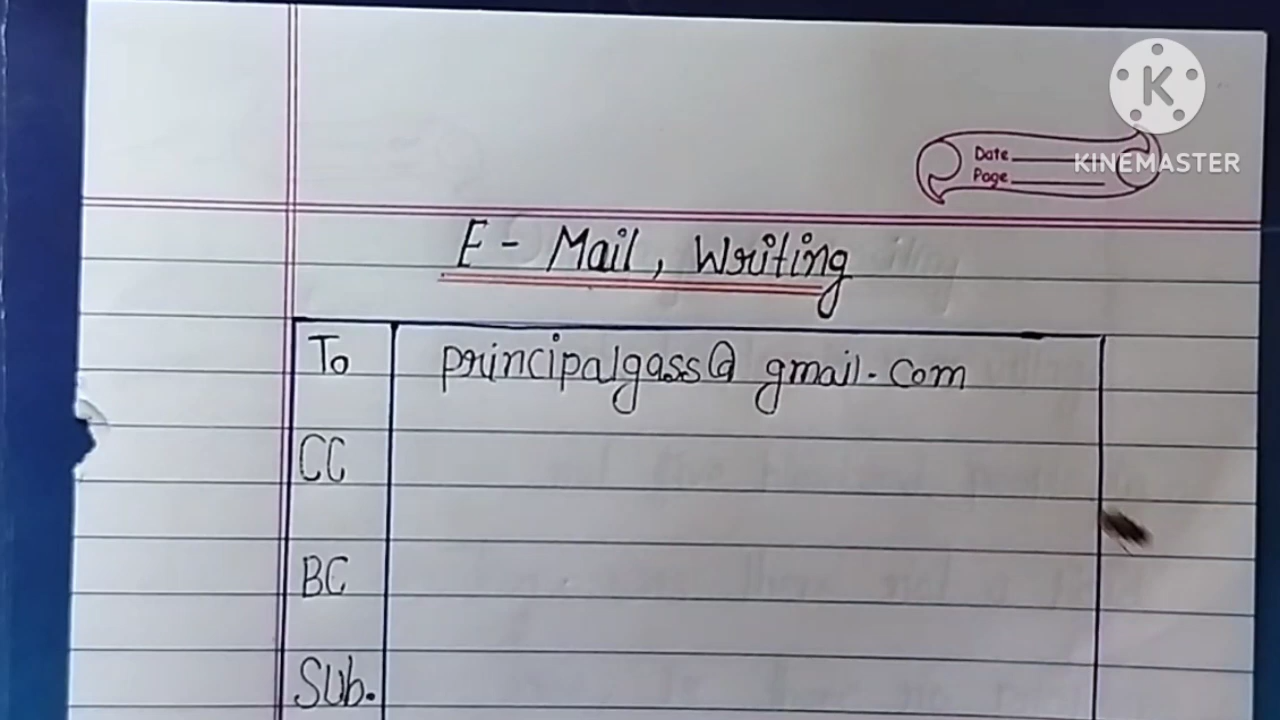 K
KINEMASTER
Date
Page
E - Mail, Writing
To principalgass@ gmail.com
CC
BC
Sub.